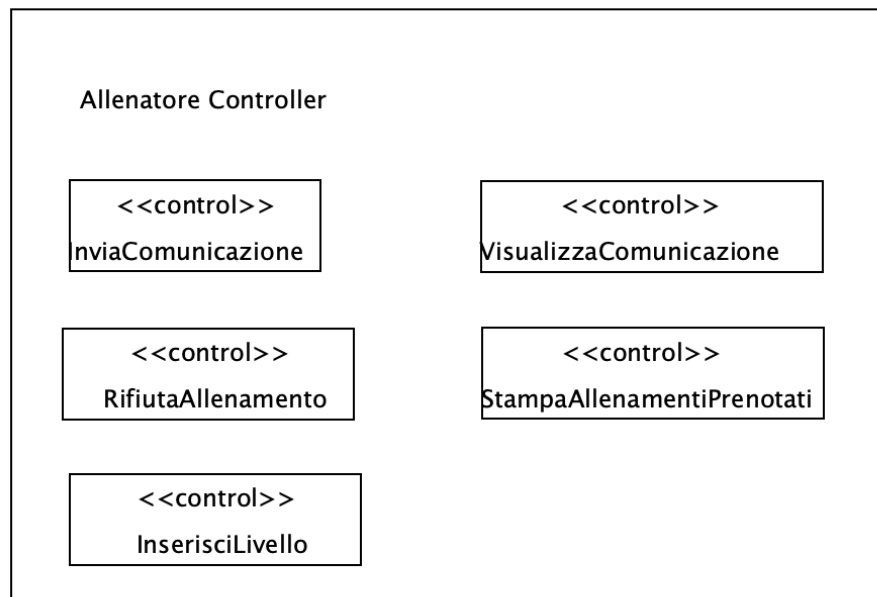 Allenatore Controller
<<control>>
InviaComunicazione
<<control>>
VisualizzaComunicazione
<<control>>
RifiutaAllenamento
<<control>>
StampaAllenamentiPrenotati
<<control>>
InserisciLivello